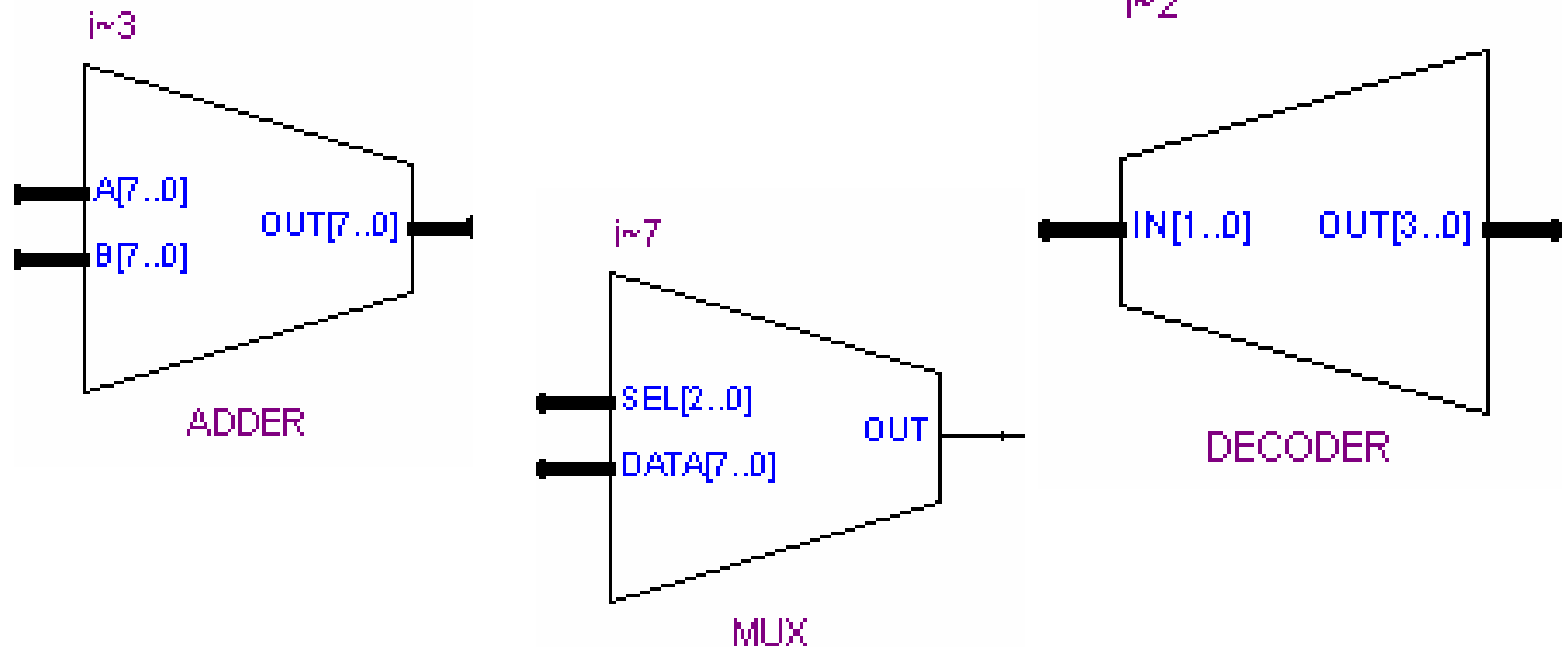 i~3
A[7..0]
B[7..0]
OUT[7..0]
ADDER
i~7
SEL[2..0]
DATA[7..0]
OUT
MUX
i~2
IN[1..0]
OUT[3..0]
DECODER